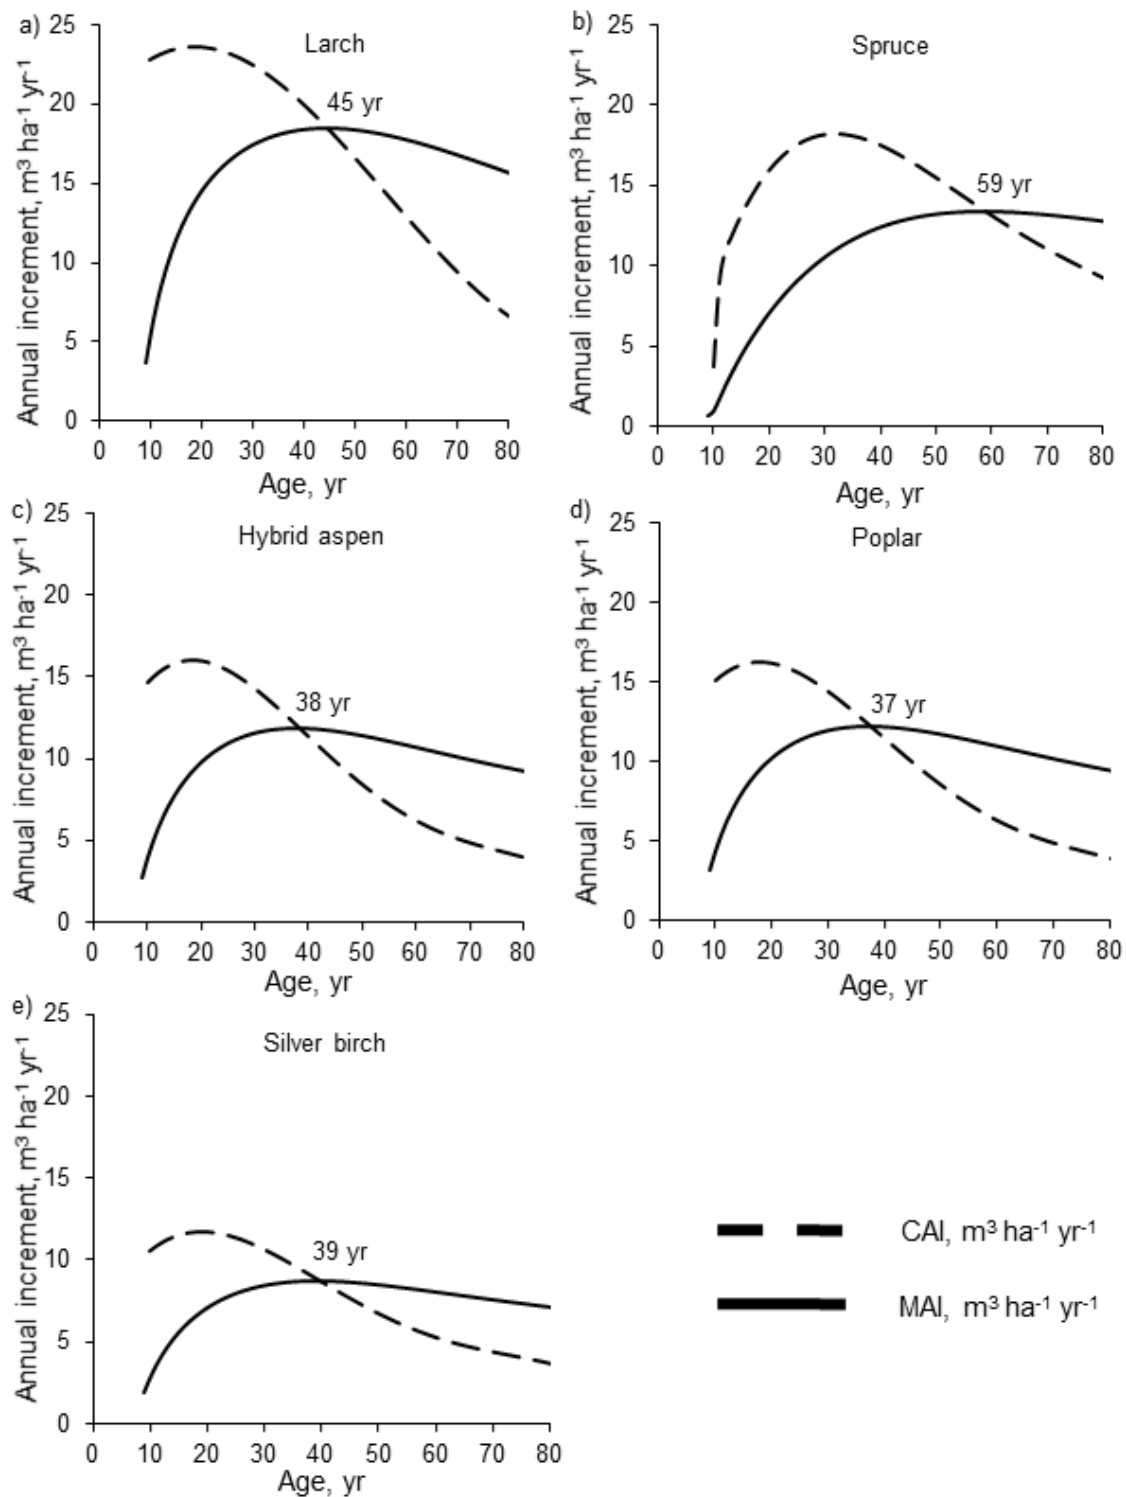 a)
Larch
45 yr
Annual increment, m³ ha⁻¹ yr⁻¹
25
20
15
10
5
0
0 10 20 30 40 50 60 70 80
Age, yr
b)
Spruce
59 yr
Annual increment, m³ ha⁻¹ yr⁻¹
25
20
15
10
5
0
0 10 20 30 40 50 60 70 80
Age, yr
c)
Hybrid aspen
38 yr
Annual increment, m³ ha⁻¹ yr⁻¹
25
20
15
10
5
0
0 10 20 30 40 50 60 70 80
Age, yr
d)
Poplar
37 yr
Annual increment, m³ ha⁻¹ yr⁻¹
25
20
15
10
5
0
0 10 20 30 40 50 60 70 80
Age, yr
e)
Silver birch
39 yr
Annual increment, m³ ha⁻¹ yr⁻¹
25
20
15
10
5
0
0 10 20 30 40 50 60 70 80
Age, yr
CAI, m³ ha⁻¹ yr⁻¹
MAI, m³ ha⁻¹ yr⁻¹